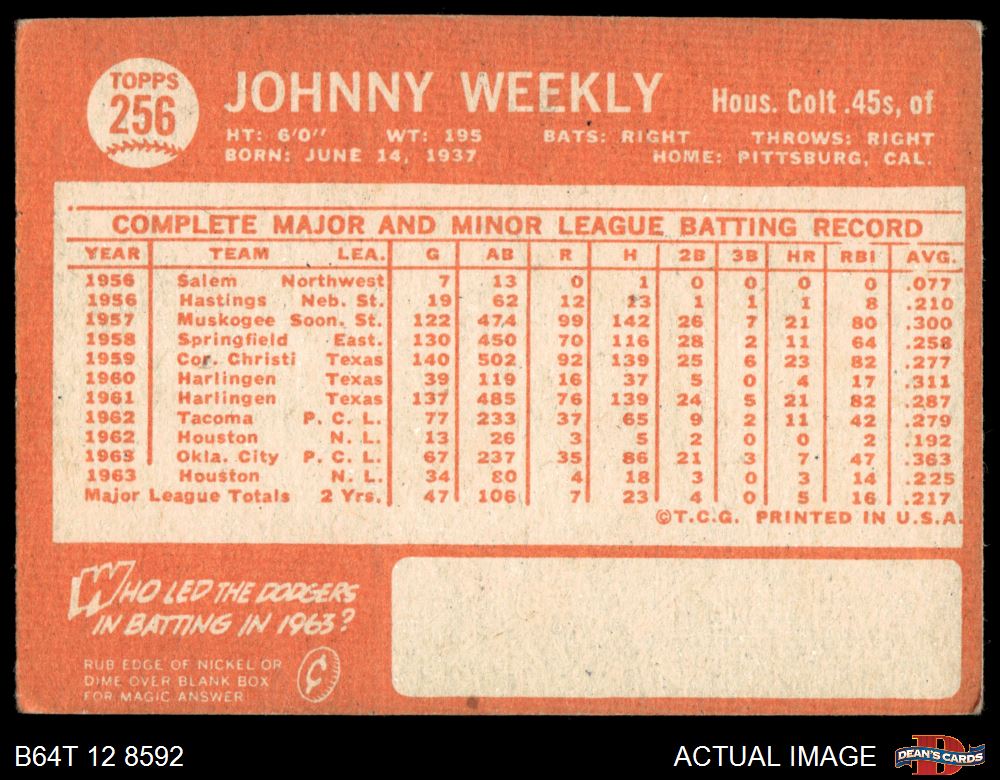 TOPPS
256
JOHNNY WEEKLY
Hous. Colt .45s, of
HT: 6'0" WT: 195 BATS: RIGHT THROWS: RIGHT
BORN: JUNE 14, 1937 HOME: PITTSBURG, CAL.
COMPLETE MAJOR AND MINOR LEAGUE BATTING RECORD
YEAR TEAM LEA. G AB R H 2B 3B HR RBI AVG.
1956 Salem Northwest 7 13 0 1 0 0 0 0 .077
1956 Hastings Neb. St. 19 62 12 13 1 1 1 8 .210
1957 Muskogee Soon. St. 122 474 99 142 26 7 21 80 .300
1958 Springfield East. 130 450 70 116 28 2 11 64 .258
1959 Cor. Christi Texas 140 502 92 139 25 6 23 82 .277
1960 Harlingen Texas 39 119 16 37 5 0 4 17 .311
1961 Harlingen Texas 137 485 76 139 24 5 21 82 .287
1962 Tacoma P. C. L. 77 233 37 65 9 2 11 42 .279
1962 Houston N. L. 13 26 3 5 2 0 0 2 .192
1963 Okla. City P. C. L. 67 237 35 86 21 3 7 47 .363
1963 Houston N. L. 34 80 4 18 3 0 3 14 .225
Major League Totals 2 Yrs. 47 106 7 23 4 0 5 16 .217
©T.C.G. PRINTED IN U.S.A.
WHO LED THE DODGERS
IN BATTING IN 1963?
RUB EDGE OF NICKEL OR
DIME OVER BLANK BOX
FOR MAGIC ANSWER
¢
B64T 12 8592
ACTUAL IMAGE
D
DEAN'S CARDS